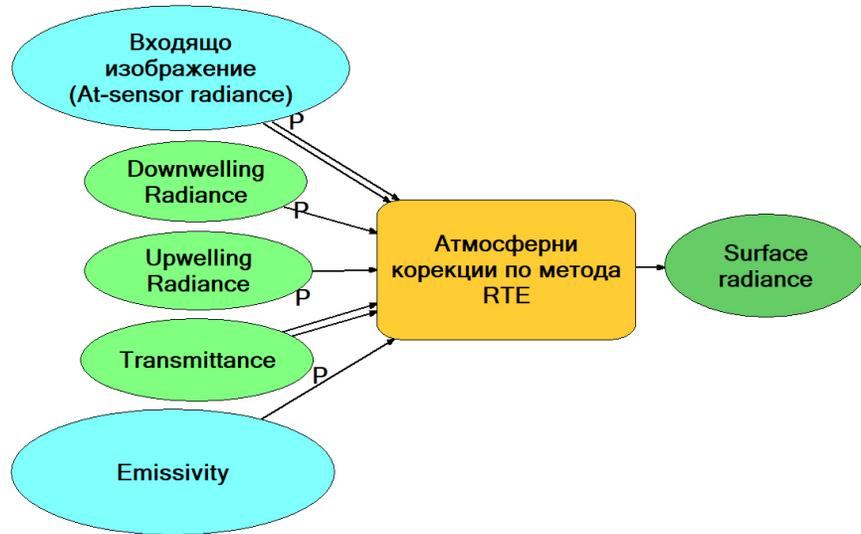 Входящо
изображение
(At-sensor radiance)
P
Downwelling
Radiance
P
Upwelling
Radiance
P
Transmittance
P
Emissivity
Атмосферни
корекции по метода
RTE
Surface
radiance